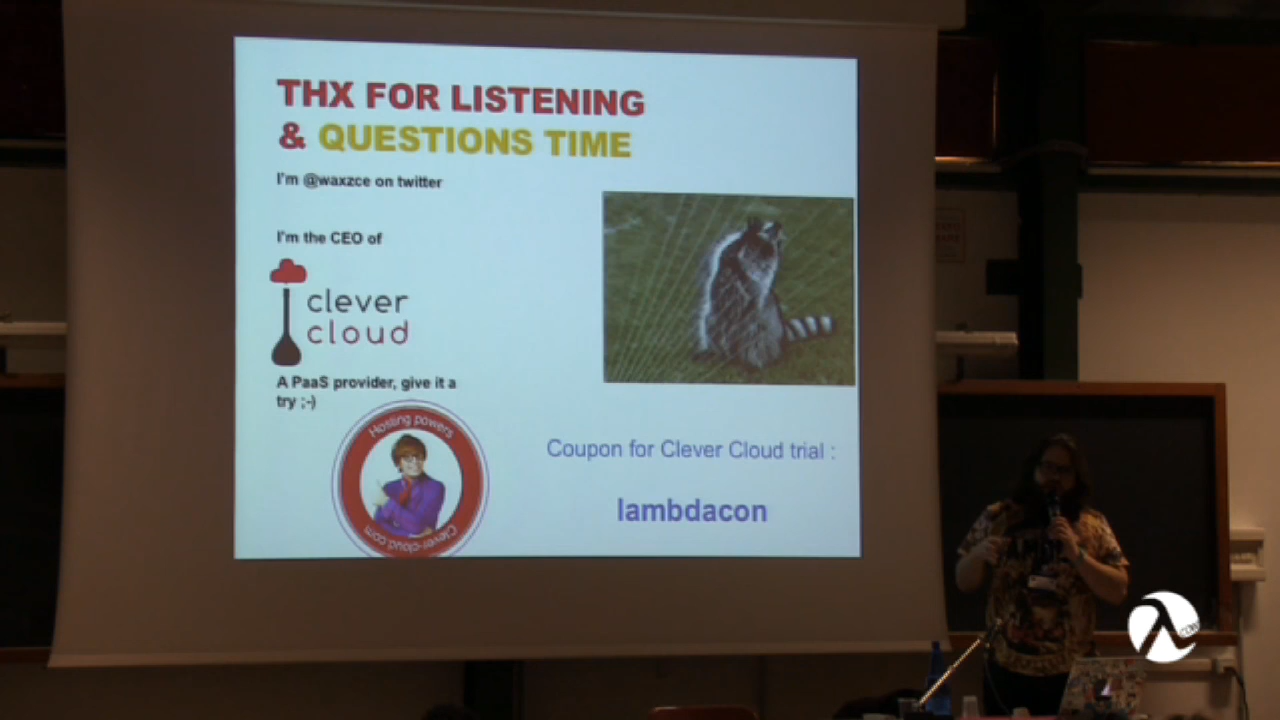 THX FOR LISTENING
& QUESTIONS TIME
I'm @waxzce on twitter
I'm the CEO of
clever
cloud
A PaaS provider, give it a
try ;-)
Hosting powers
Clever-cloud.com
Coupon for Clever Cloud trial :
lambdacon
λCON